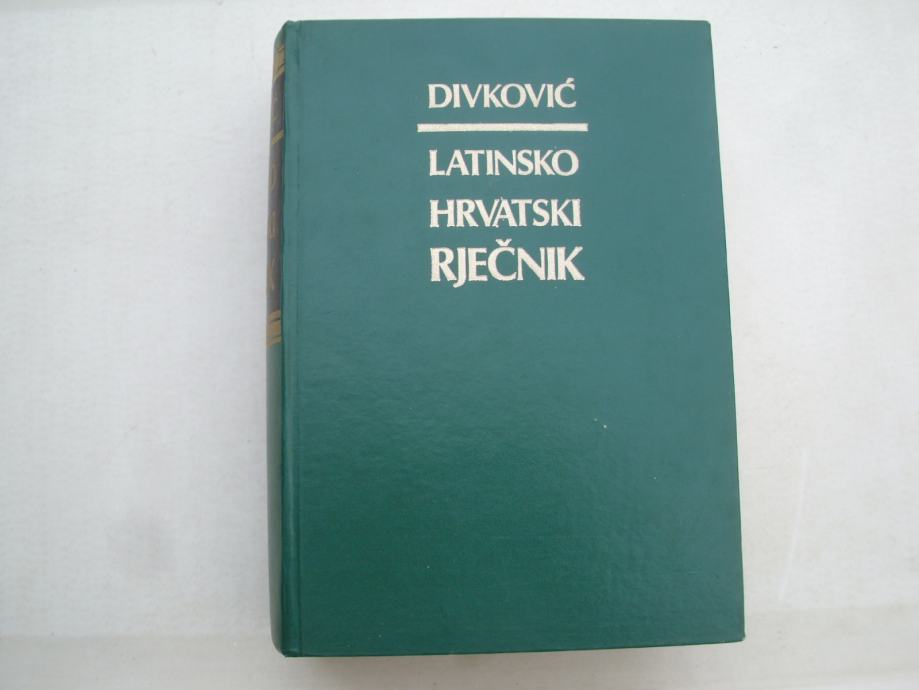 DIVKOVIĆ
LATINSKO
HRVATSKI
RJEČNIK